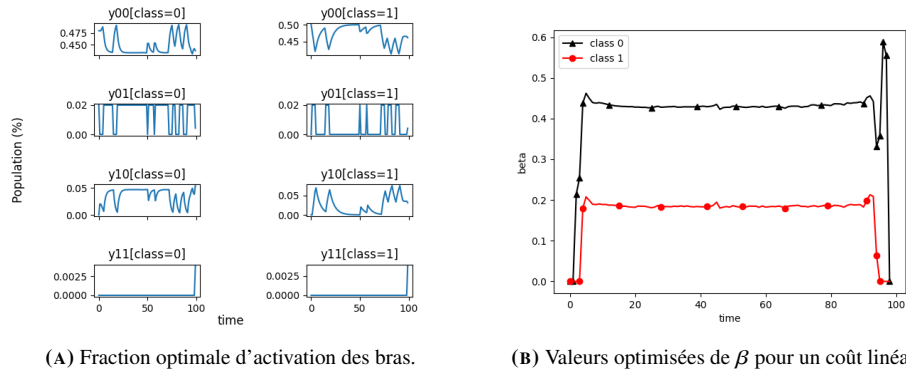 y00[class=0]
0.475
0.450
y00[class=1]
0.50
0.45
y01[class=0]
0.02
0.00
y01[class=1]
0.02
0.00
Population (%)
y10[class=0]
0.05
0.00
y10[class=1]
0.05
0.00
y11[class=0]
0.0025
0.0000
0 50 100
y11[class=1]
0.0025
0.0000
0 50 100
time
(A) Fraction optimale d'activation des bras.
class 0
class 1
beta
0.6
0.5
0.4
0.3
0.2
0.1
0.0
0 20 40 60 80 100
time
(B) Valeurs optimisées de β pour un coût linéa